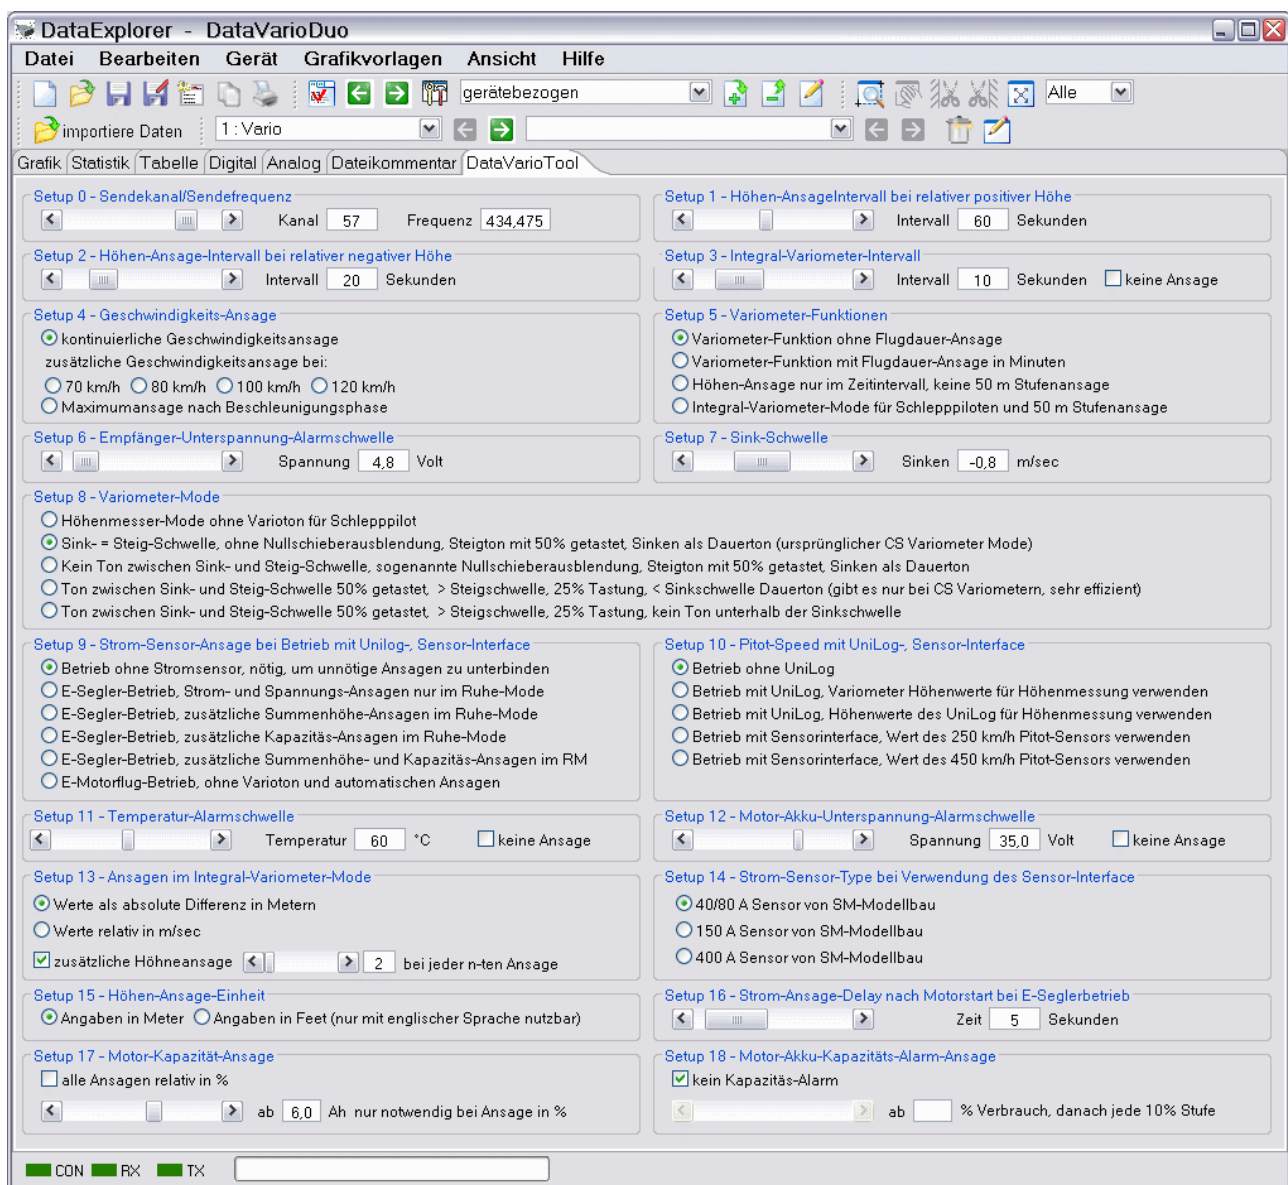 DataExplorer - DataVarioDuo
Datei Bearbeiten Gerät Grafikvorlagen Ansicht Hilfe
gerätebezogen Alle
importiere Daten 1 : Vario
Grafik Statistik Tabelle Digital Analog Dateikommentar DataVarioTool
Setup 0 - Sendekanal/Sendefrequenz
Kanal 57 Frequenz 434,475
Setup 1 - Höhen-AnsageIntervall bei relativer positiver Höhe
Intervall 60 Sekunden
Setup 2 - Höhen-Ansage-Intervall bei relativer negativer Höhe
Intervall 20 Sekunden
Setup 3 - Integral-Variometer-Intervall
Intervall 10 Sekunden keine Ansage
Setup 4 - Geschwindigkeits-Ansage
kontinuierliche Geschwindigkeitsansage
zusätzliche Geschwindigkeitsansage bei:
70 km/h 80 km/h 100 km/h 120 km/h
Maximumansage nach Beschleunigungsphase
Setup 5 - Variometer-Funktionen
Variometer-Funktion ohne Flugdauer-Ansage
Variometer-Funktion mit Flugdauer-Ansage in Minuten
Höhen-Ansage nur im Zeitintervall, keine 50 m Stufenansage
Integral-Variometer-Mode für Schlepppiloten und 50 m Stufenansage
Setup 6 - Empfänger-Unterspannung-Alarmschwelle
Spannung 4,8 Volt
Setup 7 - Sink-Schwelle
Sinken -0,8 m/sec
Setup 8 - Variometer-Mode
Höhenmesser-Mode ohne Varioton für Schlepppilot
Sink- = Steig-Schwelle, ohne Nullschieberausblendung, Steigton mit 50% getastet, Sinken als Dauerton (ursprünglicher CS Variometer Mode)
Kein Ton zwischen Sink- und Steig-Schwelle, sogenannte Nullschieberausblendung, Steigton mit 50% getastet, Sinken als Dauerton
Ton zwischen Sink- und Steig-Schwelle 50% getastet, > Steigschwelle, 25% Tastung, < Sinkschwelle Dauerton (gibt es nur bei CS Variometern, sehr effizient)
Ton zwischen Sink- und Steig-Schwelle 50% getastet, > Steigschwelle, 25% Tastung, kein Ton unterhalb der Sinkschwelle
Setup 9 - Strom-Sensor-Ansage bei Betrieb mit Unilog-, Sensor-Interface
Betrieb ohne Stromsensor, nötig, um unnötige Ansagen zu unterbinden
E-Segler-Betrieb, Strom- und Spannungs-Ansagen nur im Ruhe-Mode
E-Segler-Betrieb, zusätzliche Summenhöhe-Ansagen im Ruhe-Mode
E-Segler-Betrieb, zusätzliche Kapazitäs-Ansagen im Ruhe-Mode
E-Segler-Betrieb, zusätzliche Summenhöhe- und Kapazitäs-Ansagen im RM
E-Motorflug-Betrieb, ohne Varioton und automatischen Ansagen
Setup 10 - Pitot-Speed mit UniLog-, Sensor-Interface
Betrieb ohne UniLog
Betrieb mit UniLog, Variometer Höhenwerte für Höhenmessung verwenden
Betrieb mit UniLog, Höhenwerte des UniLog für Höhenmessung verwenden
Betrieb mit Sensorinterface, Wert des 250 km/h Pitot-Sensors verwenden
Betrieb mit Sensorinterface, Wert des 450 km/h Pitot-Sensors verwenden
Setup 11 - Temperatur-Alarmschwelle
Temperatur 60 °C keine Ansage
Setup 12 - Motor-Akku-Unterspannung-Alarmschwelle
Spannung 35,0 Volt keine Ansage
Setup 13 - Ansagen im Integral-Variometer-Mode
Werte als absolute Differenz in Metern
Werte relativ in m/sec
zusätzliche Höhneansage 2 bei jeder n-ten Ansage
Setup 14 - Strom-Sensor-Type bei Verwendung des Sensor-Interface
40/80 A Sensor von SM-Modellbau
150 A Sensor von SM-Modellbau
400 A Sensor von SM-Modellbau
Setup 15 - Höhen-Ansage-Einheit
Angaben in Meter Angaben in Feet (nur mit englischer Sprache nutzbar)
Setup 16 - Strom-Ansage-Delay nach Motorstart bei E-Seglerbetrieb
Zeit 5 Sekunden
Setup 17 - Motor-Kapazität-Ansage
alle Ansagen relativ in %
ab 6,0 Ah nur notwendig bei Ansage in %
Setup 18 - Motor-Akku-Kapazitäts-Alarm-Ansage
kein Kapazitäs-Alarm
ab % Verbrauch, danach jede 10% Stufe
CON RX TX